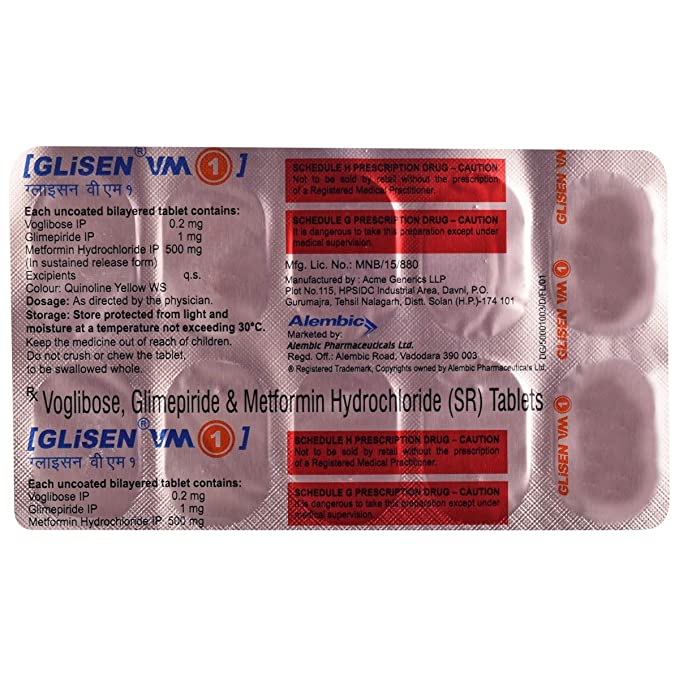 [GLiSEN® VM 1]
ग्लाइसन वी एम १
Each uncoated bilayered tablet contains:
Voglibose IP 0.2 mg
Glimepiride IP 1 mg
Metformin Hydrochloride IP 500 mg
(In sustained release form)
Excipients q.s.
Colour: Quinoline Yellow WS
Dosage: As directed by the physician.
Storage: Store protected from light and
moisture at a temperature not exceeding 30°C.
Keep the medicine out of reach of children.
Do not crush or chew the tablet,
to be swallowed whole.
SCHEDULE H PRESCRIPTION DRUG – CAUTION
Not to be sold by retail without the prescription
of a Registered Medical Practitioner.
SCHEDULE G PRESCRIPTION DRUG – CAUTION
It is dangerous to take this preparation except under
medical supervision.
Mfg. Lic. No.: MNB/15/880
Manufactured by : Acme Generics LLP
Plot No.115, HPSIDC Industrial Area, Davni, P.O.
Gurumajra, Tehsil Nalagarh, Distt. Solan (H.P.)-174 101
Alembic
Marketed by:
Alembic Pharmaceuticals Ltd.
Regd. Off.: Alembic Road, Vadodara 390 003
® Registered Trademark, Copyrights owned by Alembic Pharmaceuticals Ltd.
GLiSEN VM 1
Rx Voglibose, Glimepiride & Metformin Hydrochloride (SR) Tablets
[GLiSEN® VM 1]
ग्लाइसन वी एम १
Each uncoated bilayered tablet contains:
Voglibose IP 0.2 mg
Glimepiride IP 1 mg
Metformin Hydrochloride IP 500 mg
SCHEDULE H PRESCRIPTION DRUG – CAUTION
Not to be sold by retail without the prescription
of a Registered Medical Practitioner.
SCHEDULE G PRESCRIPTION DRUG – CAUTION
It is dangerous to take this preparation except under
medical supervision.
GLiSEN VM 1